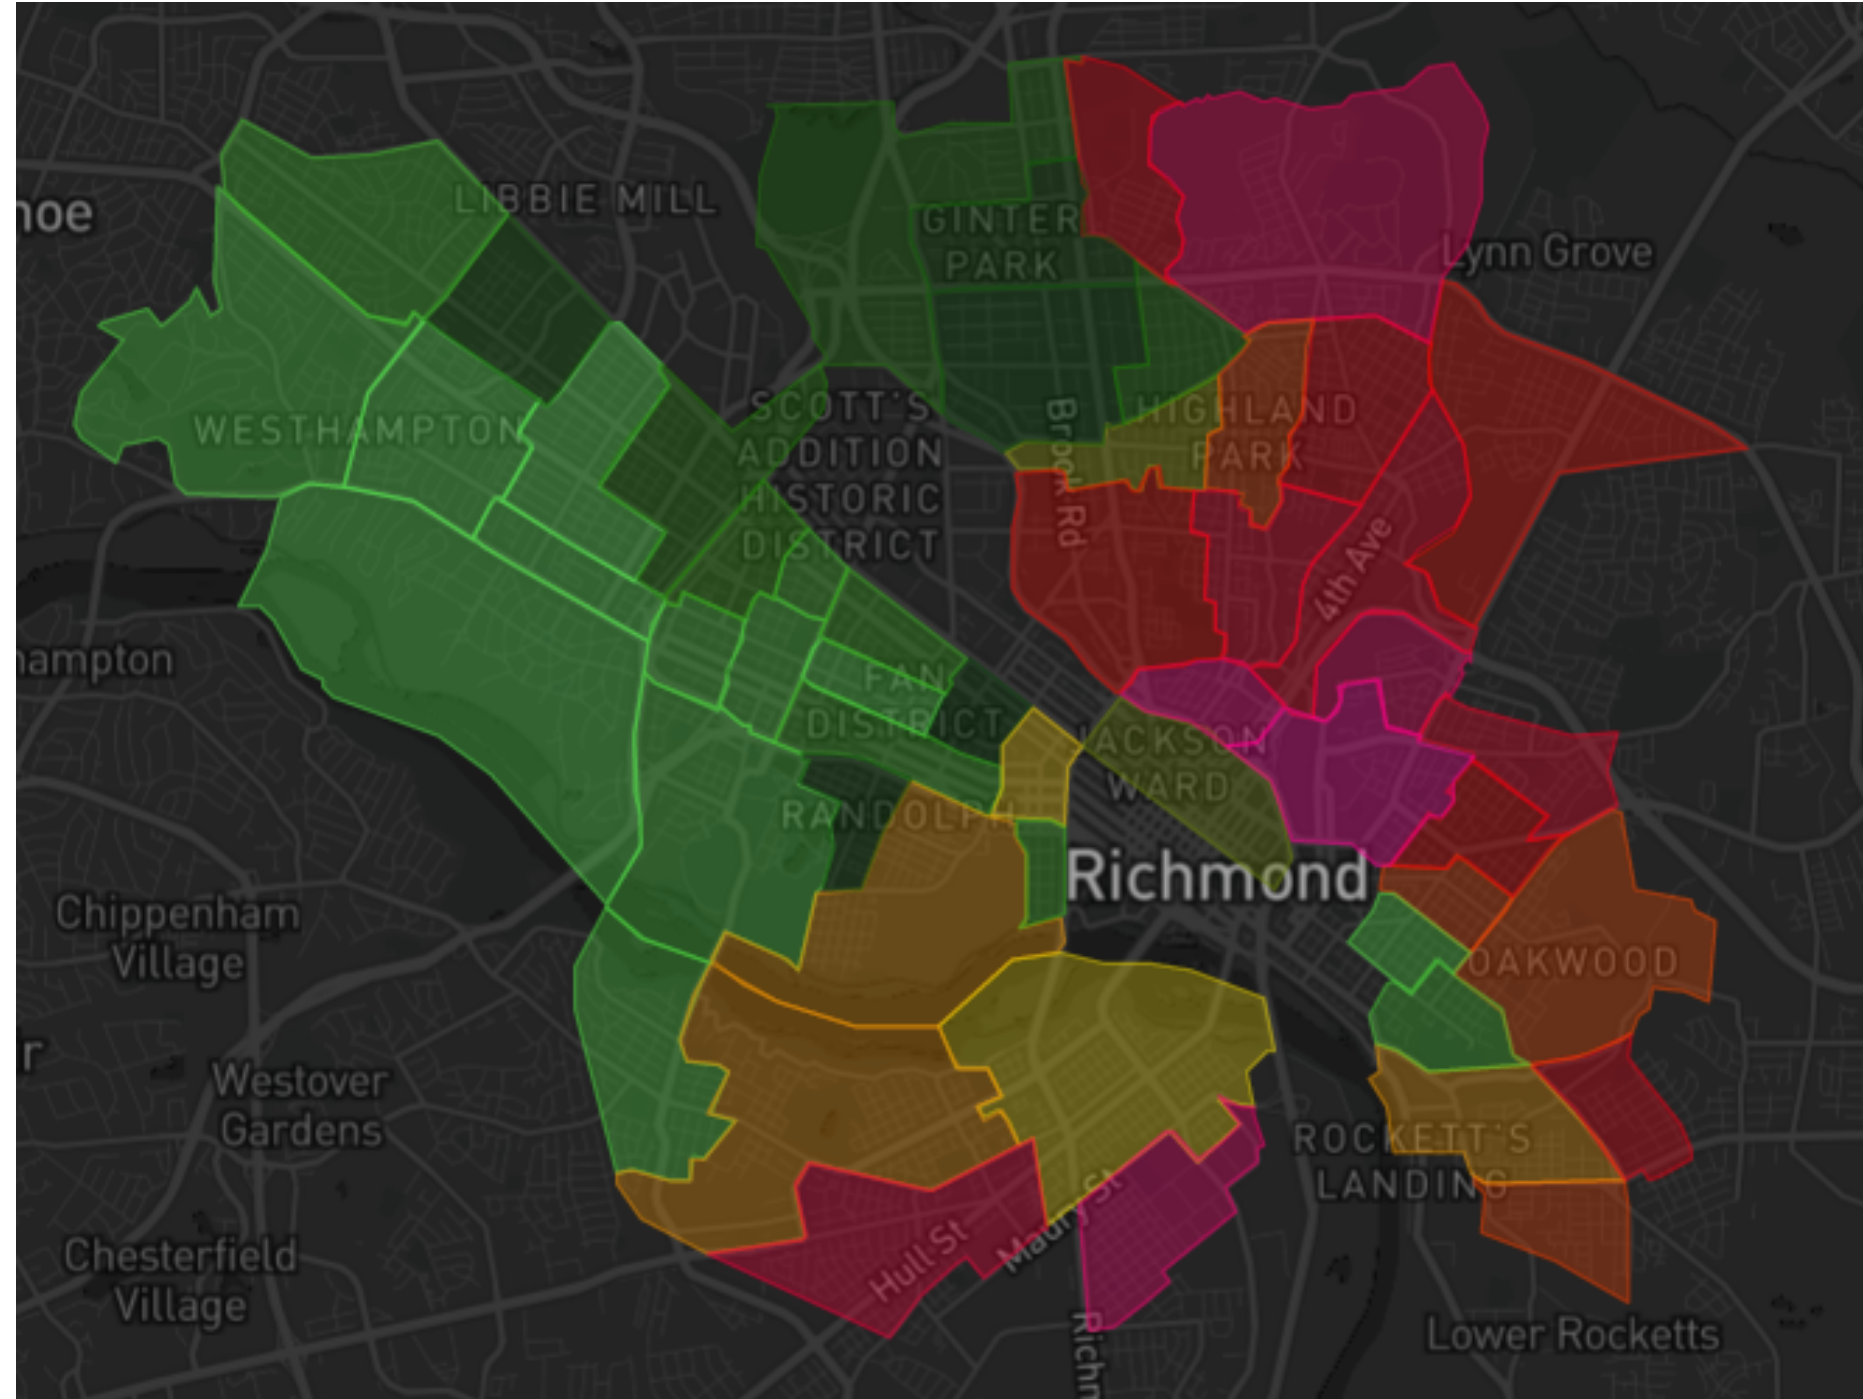 LIBBIE MILL
hoe
GINTER
PARK
Lynn Grove
WESTHAMPTON
SCOTT'S
ADDITION
HISTORIC
DISTRICT
Brook Rd
HIGHLAND
PARK
4th Ave
hampton
FAN
DISTRICT
JACKSON
WARD
RANDOLPH
Richmond
Chippenham
Village
OAKWOOD
r
Westover
Gardens
ROCKETT'S
LANDING
Maury St
Hull St
Chesterfield
Village
Richn
Lower Rocketts